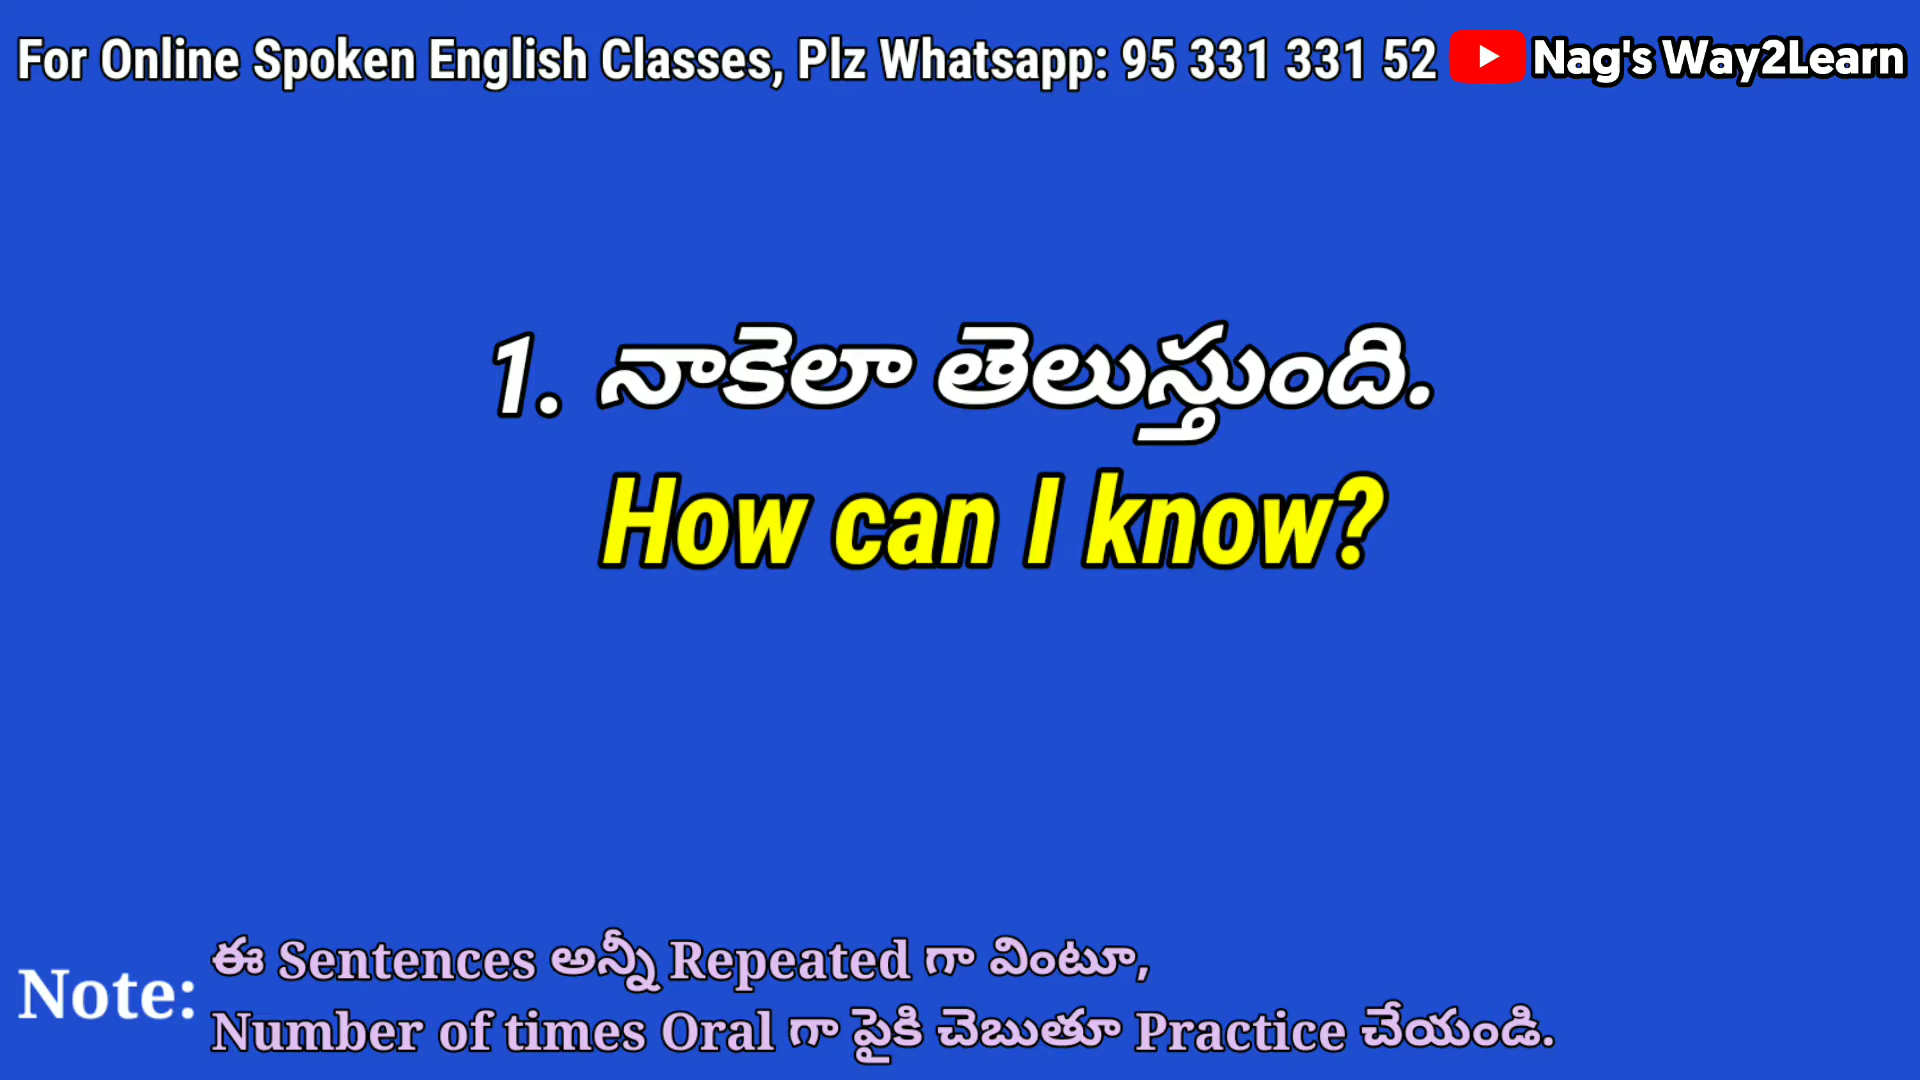 For Online Spoken English Classes, Plz Whatsapp: 95 331 331 52 Nag's Way2Learn
1. నాకెలా తెలుస్తుంది.
How can I know?
Note: ఈ Sentences అన్నీ Repeated గా వింటూ,
Number of times Oral గా పైకి చెబుతూ Practice చేయండి.